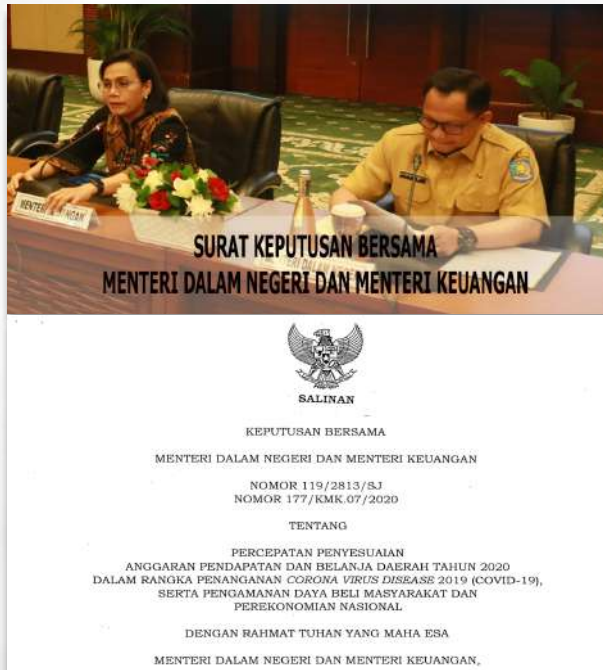 MENTERI
SURAT KEPUTUSAN BERSAMA
MENTERI DALAM NEGERI DAN MENTERI KEUANGAN
SALINAN
KEPUTUSAN BERSAMA
MENTERI DALAM NEGERI DAN MENTERI KEUANGAN
NOMOR 119/2813/SJ
NOMOR 177/KMK.07/2020
TENTANG
PERCEPATAN PENYESUAIAN
ANGGARAN PENDAPATAN DAN BELANJA DAERAH TAHUN 2020
DALAM RANGKA PENANGANAN CORONA VIRUS DISEASE 2019 (COVID-19),
SERTA PENGAMANAN DAYA BELI MASYARAKAT DAN
PEREKONOMIAN NASIONAL
DENGAN RAHMAT TUHAN YANG MAHA ESA
MENTERI DALAM NEGERI DAN MENTERI KEUANGAN,